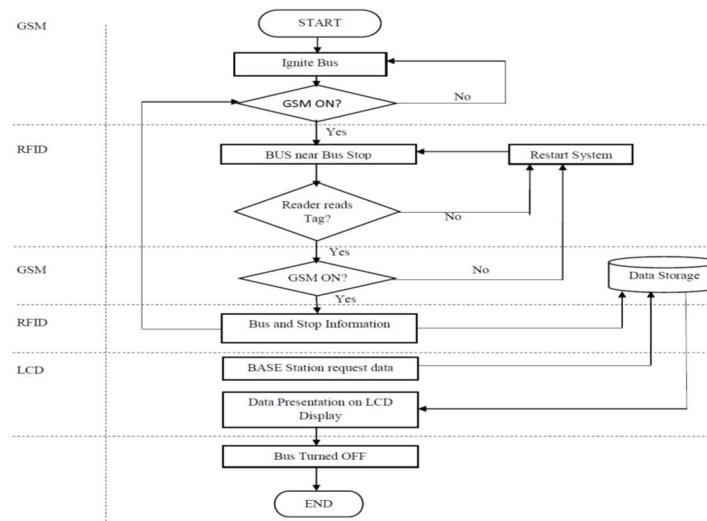 GSM
START
Ignite Bus
GSM ON?
No
Yes
RFID
BUS near Bus Stop
Restart System
Reader reads
Tag?
No
Yes
GSM
GSM ON?
No
Data Storage
Yes
RFID
Bus and Stop Information
LCD
BASE Station request data
Data Presentation on LCD
Display
Bus Turned OFF
END